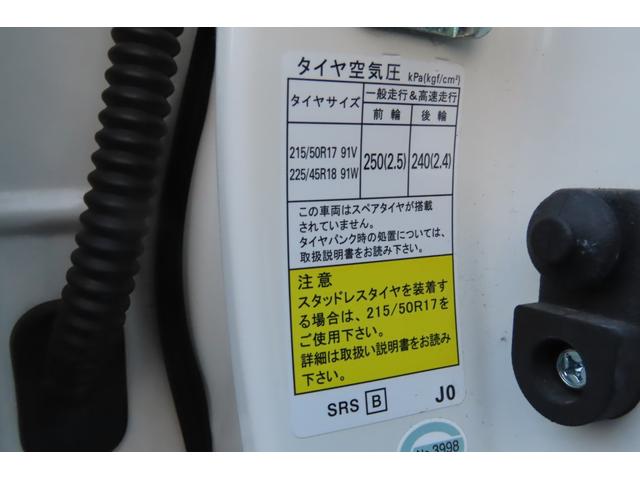 タイヤ空気圧 kPa(kgf/cm²)
タイヤサイズ 一般走行&高速走行
前輪 後輪
215/50R17 91V
225/45R18 91W
250(2.5) 240(2.4)
この車両はスペアタイヤが搭載
されていません。
タイヤパンク時の処置については、
取扱説明書をお読み下さい。
注意
スタッドレスタイヤを装着す
る場合は、215/50R17を
ご使用下さい。
詳細は取扱い説明書をお読み
下さい。
SRS B J0
No.3998